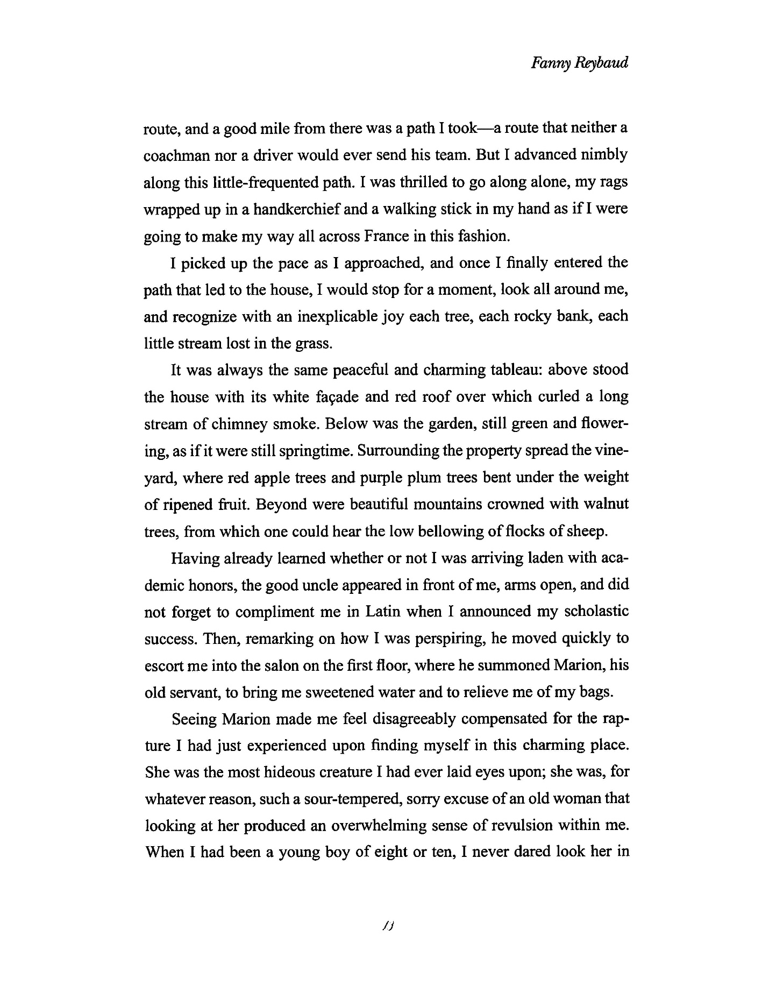 Fanny Reybaud
route, and a good mile from there was a path I took—a route that neither a
coachman nor a driver would ever send his team. But I advanced nimbly
along this little-frequented path. I was thrilled to go along alone, my rags
wrapped up in a handkerchief and a walking stick in my hand as if I were
going to make my way all across France in this fashion.
I picked up the pace as I approached, and once I finally entered the
path that led to the house, I would stop for a moment, look all around me,
and recognize with an inexplicable joy each tree, each rocky bank, each
little stream lost in the grass.
It was always the same peaceful and charming tableau: above stood
the house with its white façade and red roof over which curled a long
stream of chimney smoke. Below was the garden, still green and flower-
ing, as if it were still springtime. Surrounding the property spread the vine-
yard, where red apple trees and purple plum trees bent under the weight
of ripened fruit. Beyond were beautiful mountains crowned with walnut
trees, from which one could hear the low bellowing of flocks of sheep.
Having already learned whether or not I was arriving laden with aca-
demic honors, the good uncle appeared in front of me, arms open, and did
not forget to compliment me in Latin when I announced my scholastic
success. Then, remarking on how I was perspiring, he moved quickly to
escort me into the salon on the first floor, where he summoned Marion, his
old servant, to bring me sweetened water and to relieve me of my bags.
Seeing Marion made me feel disagreeably compensated for the rap-
ture I had just experienced upon finding myself in this charming place.
She was the most hideous creature I had ever laid eyes upon; she was, for
whatever reason, such a sour-tempered, sorry excuse of an old woman that
looking at her produced an overwhelming sense of revulsion within me.
When I had been a young boy of eight or ten, I never dared look her in